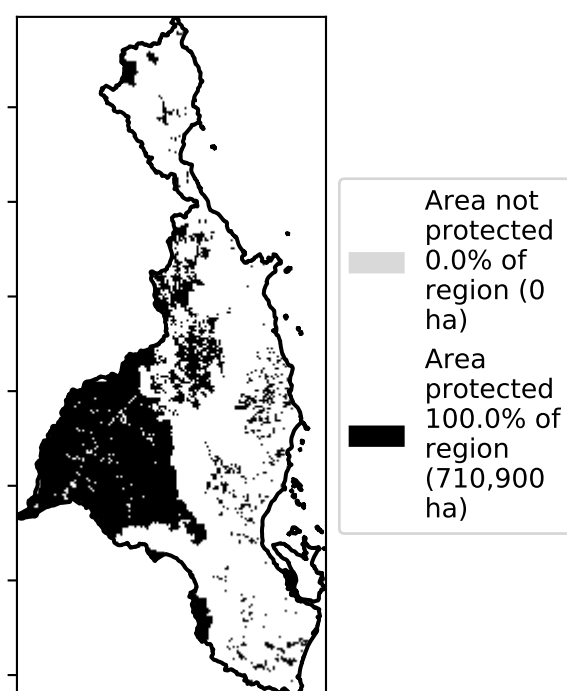 Area not
protected
0.0% of
region (0
ha)
Area
protected
100.0% of
region
(710,900
ha)